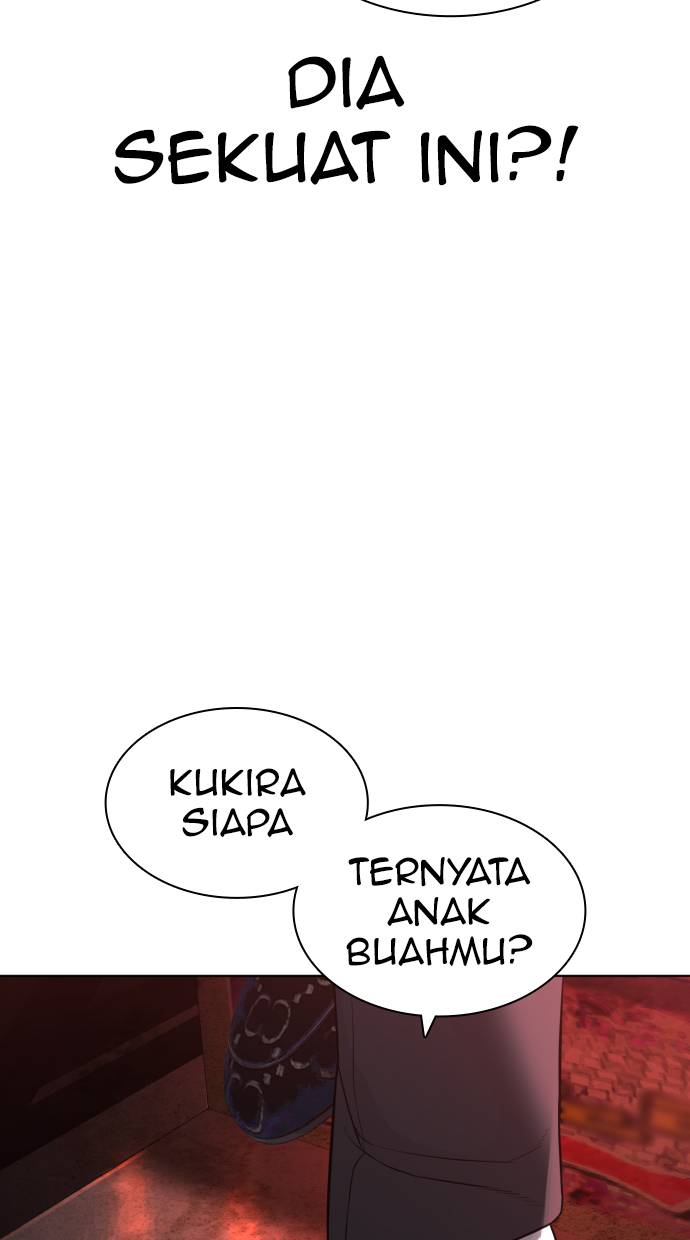 DIA
SEKUAT INI?!
KUKIRA
SIAPA
TERNYATA
ANAK
BUAHMU?